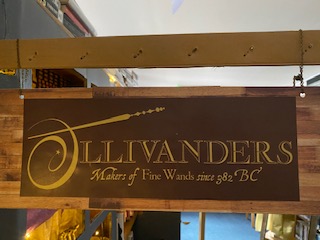 OLLIVANDERS
Makers of Fine Wands since 382 BC